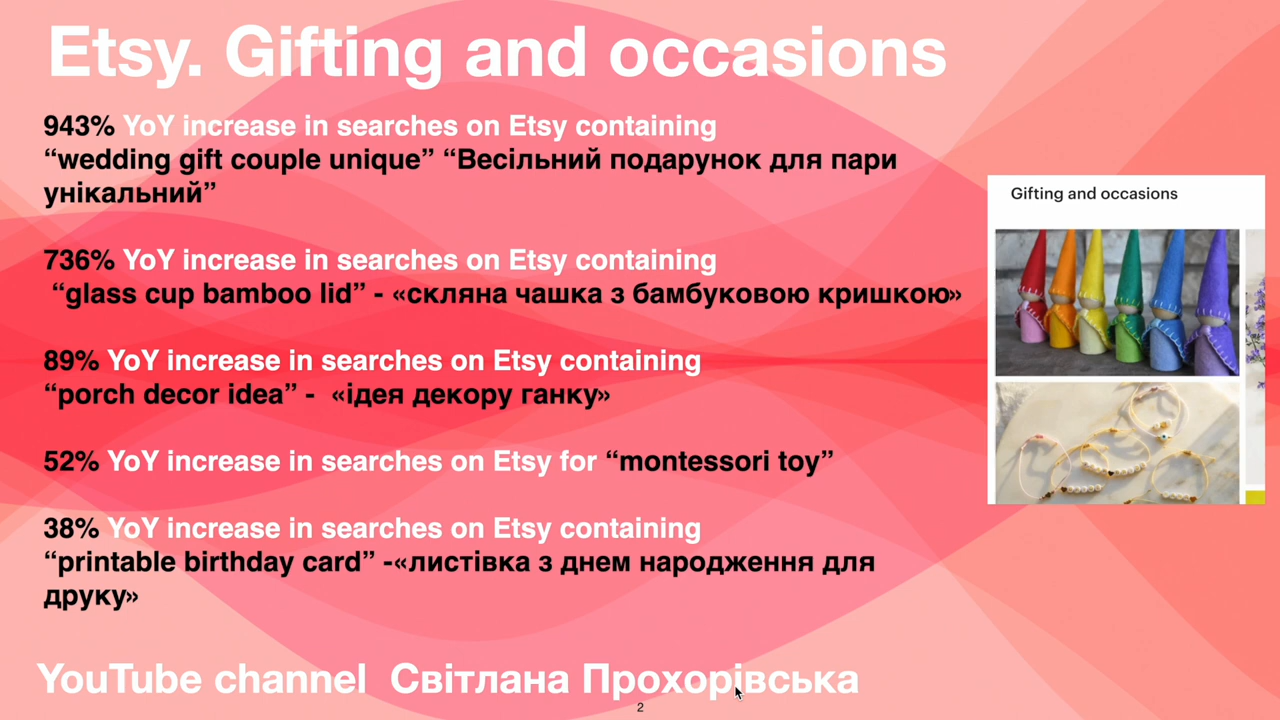 Etsy. Gifting and occasions
943% YoY increase in searches on Etsy containing
“wedding gift couple unique” “Весільний подарунок для пари
унікальний”
736% YoY increase in searches on Etsy containing
“glass cup bamboo lid” - «скляна чашка з бамбуковою кришкою»
89% YoY increase in searches on Etsy containing
“porch decor idea” - «ідея декору ганку»
52% YoY increase in searches on Etsy for “montessori toy”
38% YoY increase in searches on Etsy containing
“printable birthday card” -«листівка з днем народження для
друку»
Gifting and occasions
YouTube channel Світлана Прохорівська
2